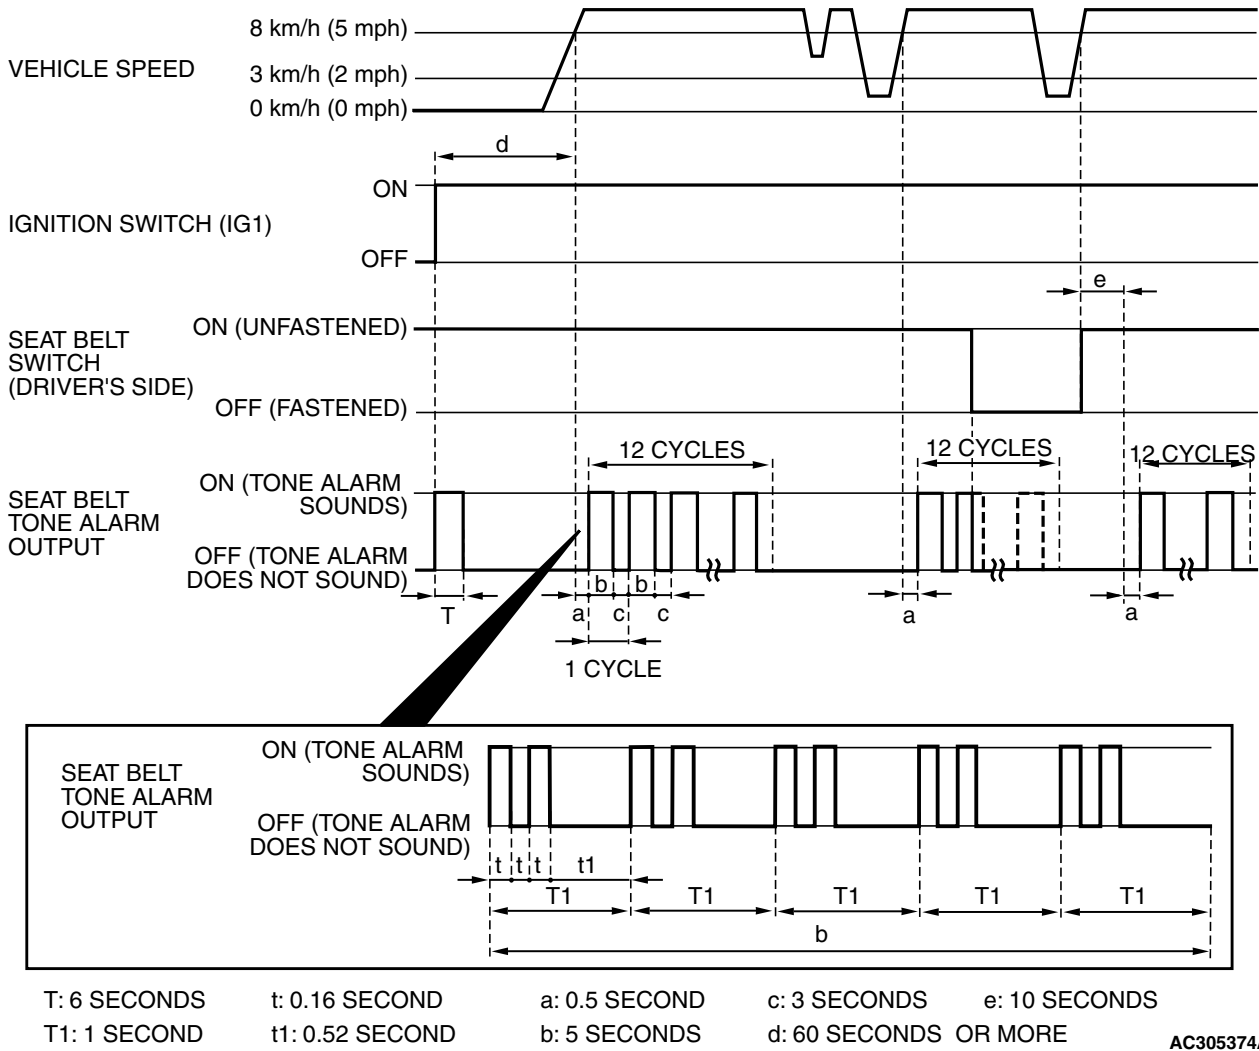 8 km/h (5 mph)
VEHICLE SPEED
3 km/h (2 mph)
0 km/h (0 mph)
d
ON
IGNITION SWITCH (IG1)
OFF
e
ON (UNFASTENED)
SEAT BELT
SWITCH
(DRIVER'S SIDE)
OFF (FASTENED)
12 CYCLES
12 CYCLES
12 CYCLES
ON (TONE ALARM
SOUNDS)
SEAT BELT
TONE ALARM
OUTPUT
OFF (TONE ALARM
DOES NOT SOUND)
b b
T a c c a a
1 CYCLE
ON (TONE ALARM
SOUNDS)
SEAT BELT
TONE ALARM
OUTPUT
OFF (TONE ALARM
DOES NOT SOUND)
t t t t1
T1 T1 T1 T1 T1
b
T: 6 SECONDS t: 0.16 SECOND a: 0.5 SECOND c: 3 SECONDS e: 10 SECONDS
T1: 1 SECOND t1: 0.52 SECOND b: 5 SECONDS d: 60 SECONDS OR MORE
AC305374